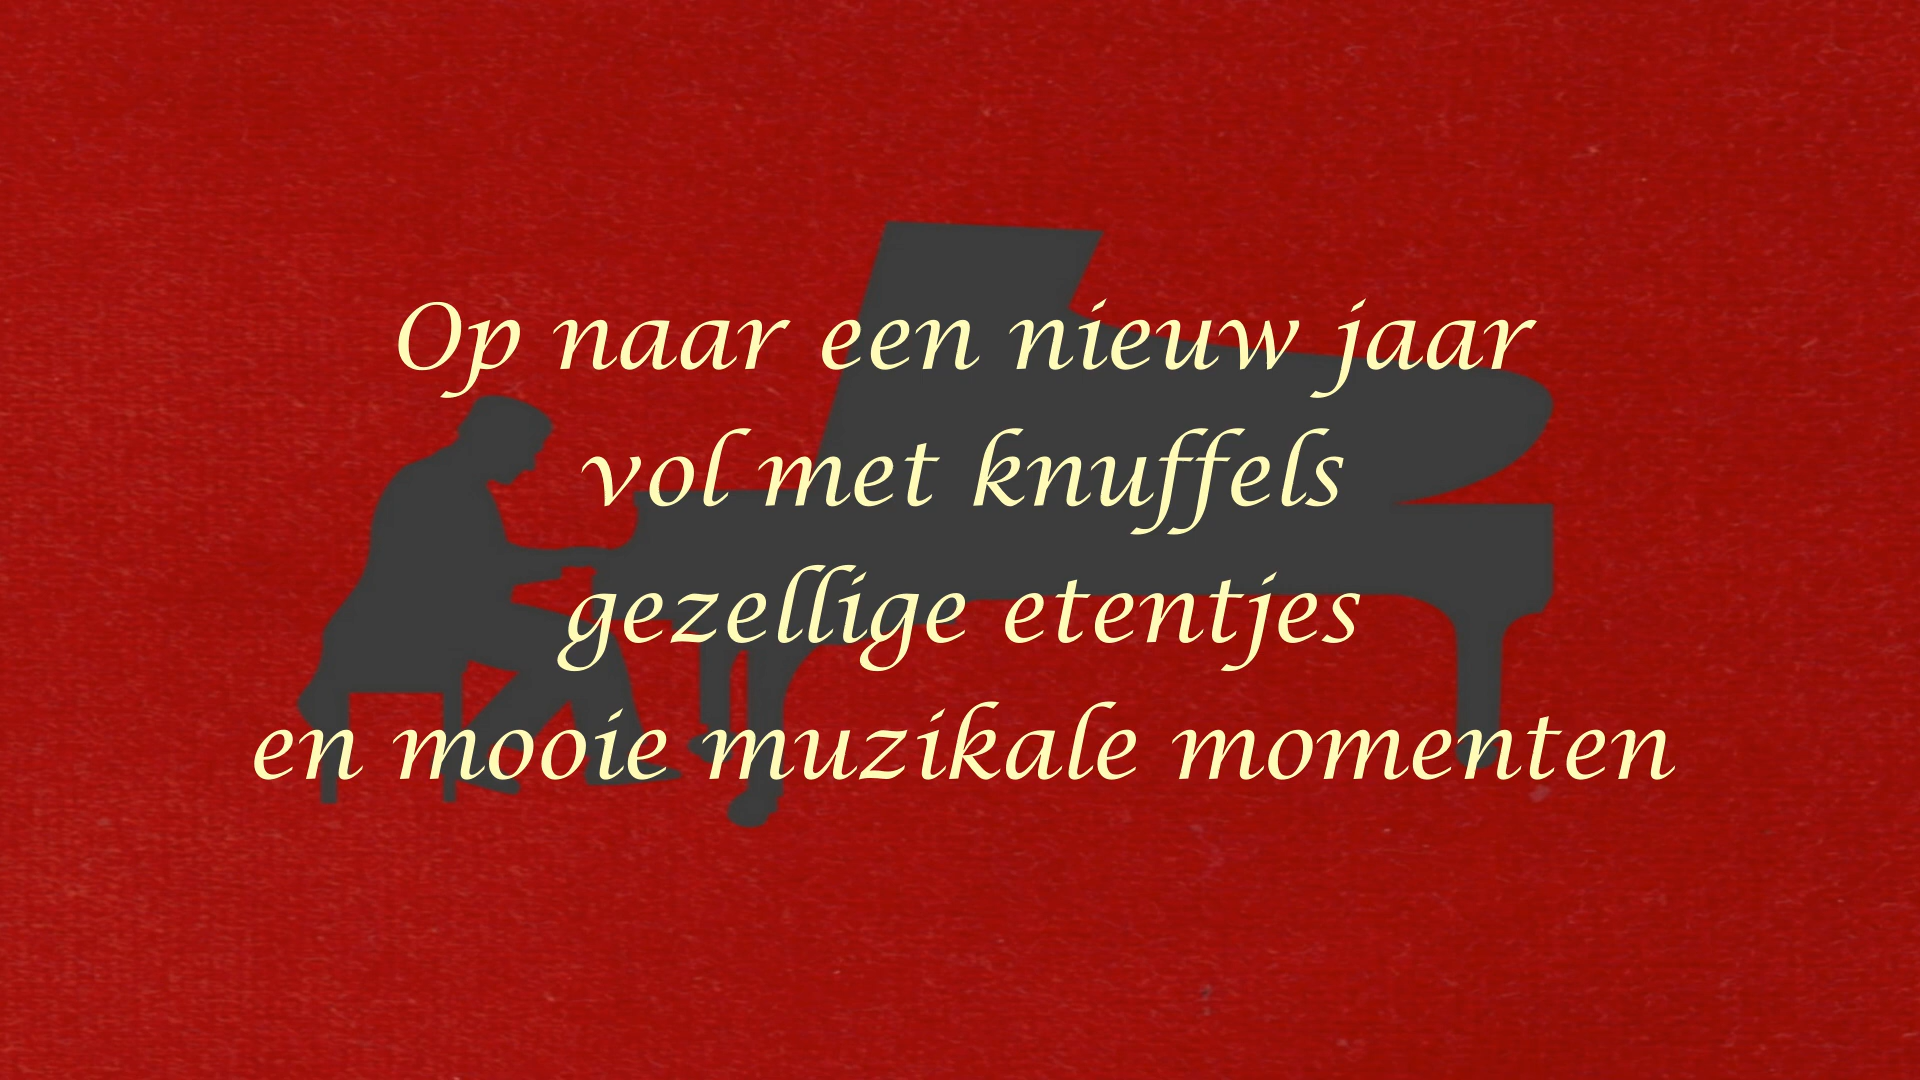 Op naar een nieuw jaar
vol met knuffels
gezellige etentjes
en mooie muzikale momenten